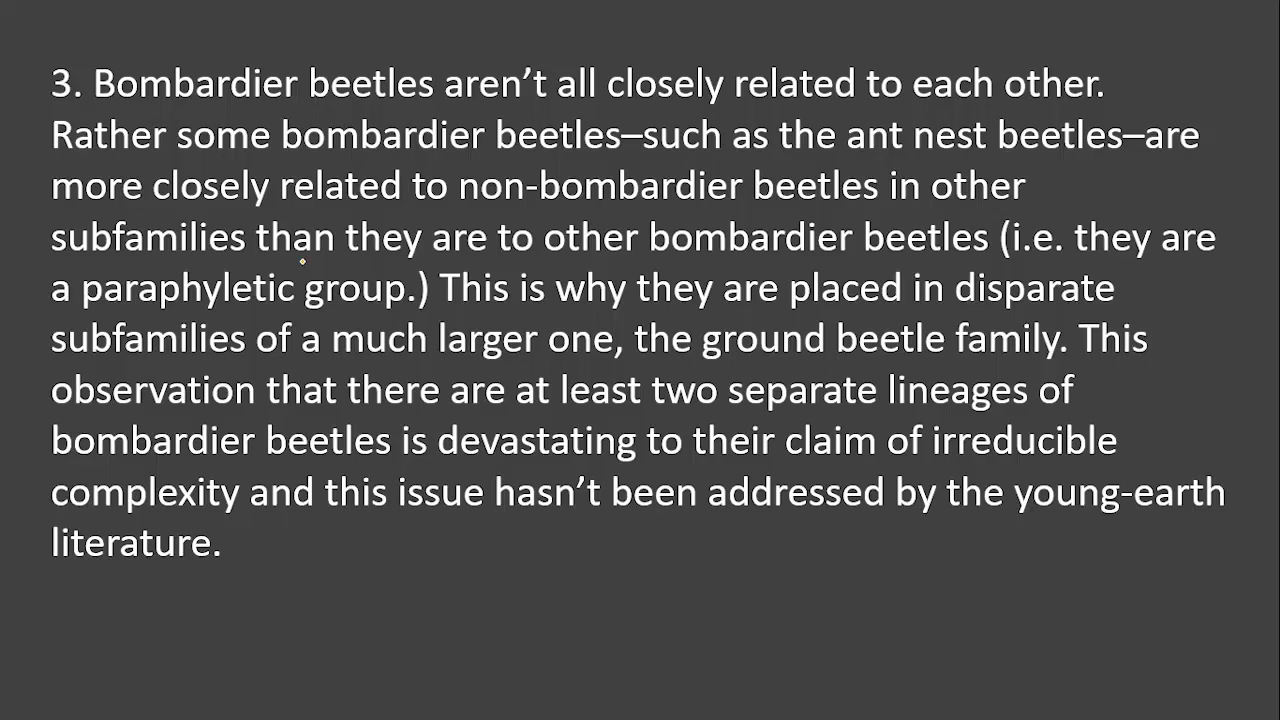 3. Bombardier beetles aren’t all closely related to each other.
Rather some bombardier beetles–such as the ant nest beetles–are
more closely related to non-bombardier beetles in other
subfamilies than they are to other bombardier beetles (i.e. they are
a paraphyletic group.) This is why they are placed in disparate
subfamilies of a much larger one, the ground beetle family. This
observation that there are at least two separate lineages of
bombardier beetles is devastating to their claim of irreducible
complexity and this issue hasn’t been addressed by the young-earth
literature.